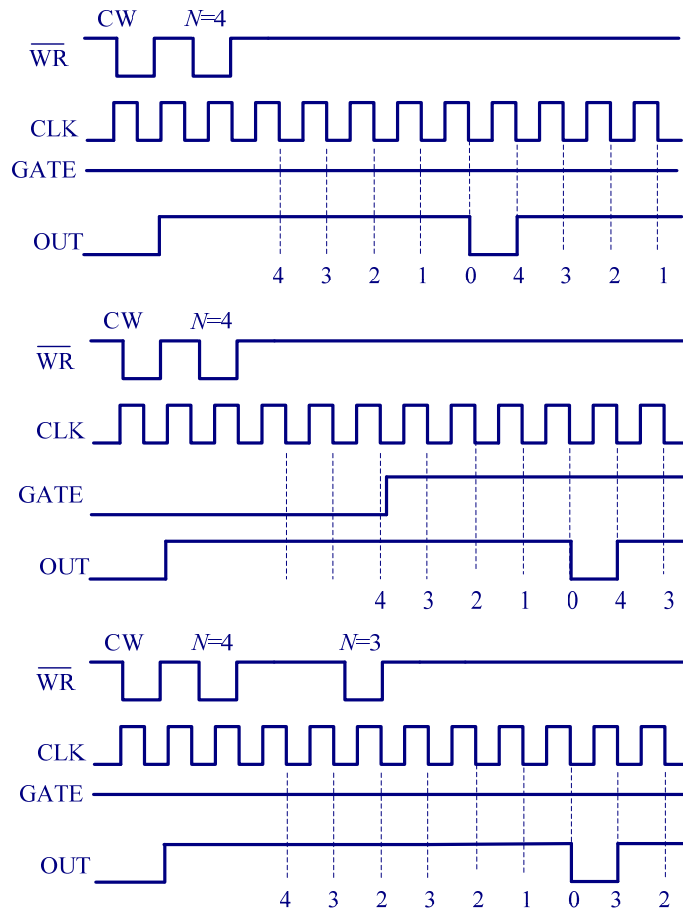 CW N=4
WR
CLK
GATE
OUT
4 3 2 1 0 4 3 2 1
CW N=4
WR
CLK
GATE
OUT
4 3 2 1 0 4 3
CW N=4 N=3
WR
CLK
GATE
OUT
4 3 2 3 2 1 0 3 2